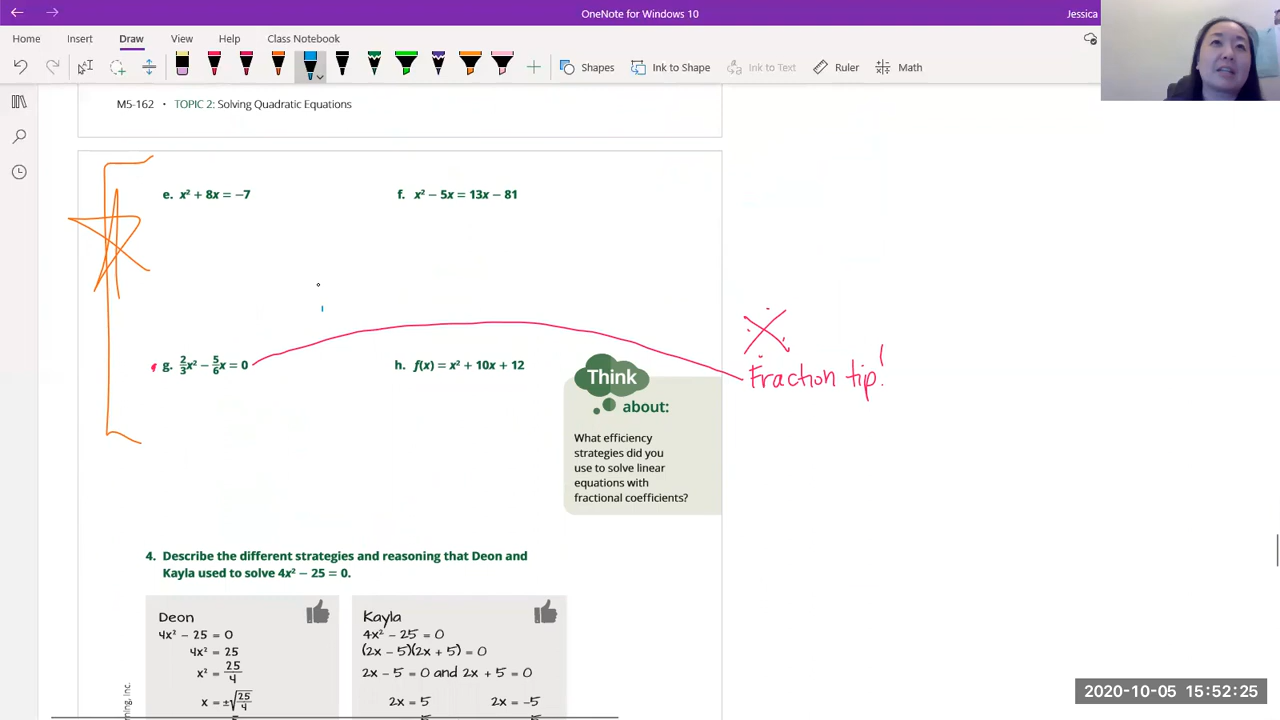 OneNote for Windows 10
Jessica
Home
Insert
Draw
View
Help
Class Notebook
Shapes
Ink to Shape
Ink to Text
Ruler
Math
M5-162 • TOPIC 2: Solving Quadratic Equations
e. x² + 8x = −7
f. x² − 5x = 13x − 81
g. 2/3x² − 5/6x = 0
h. f(x) = x² + 10x + 12
Fraction tip!
Think
about:
What efficiency
strategies did you
use to solve linear
equations with
fractional coefficients?
4. Describe the different strategies and reasoning that Deon and
Kayla used to solve 4x² − 25 = 0.
Deon
4x² − 25 = 0
4x² = 25
x² = 25/4
x = ±√25/4
Kayla
4x² − 25 = 0
(2x − 5)(2x + 5) = 0
2x − 5 = 0 and 2x + 5 = 0
2x = 5 2x = −5
rning, Inc.
2020-10-05 15:52:25